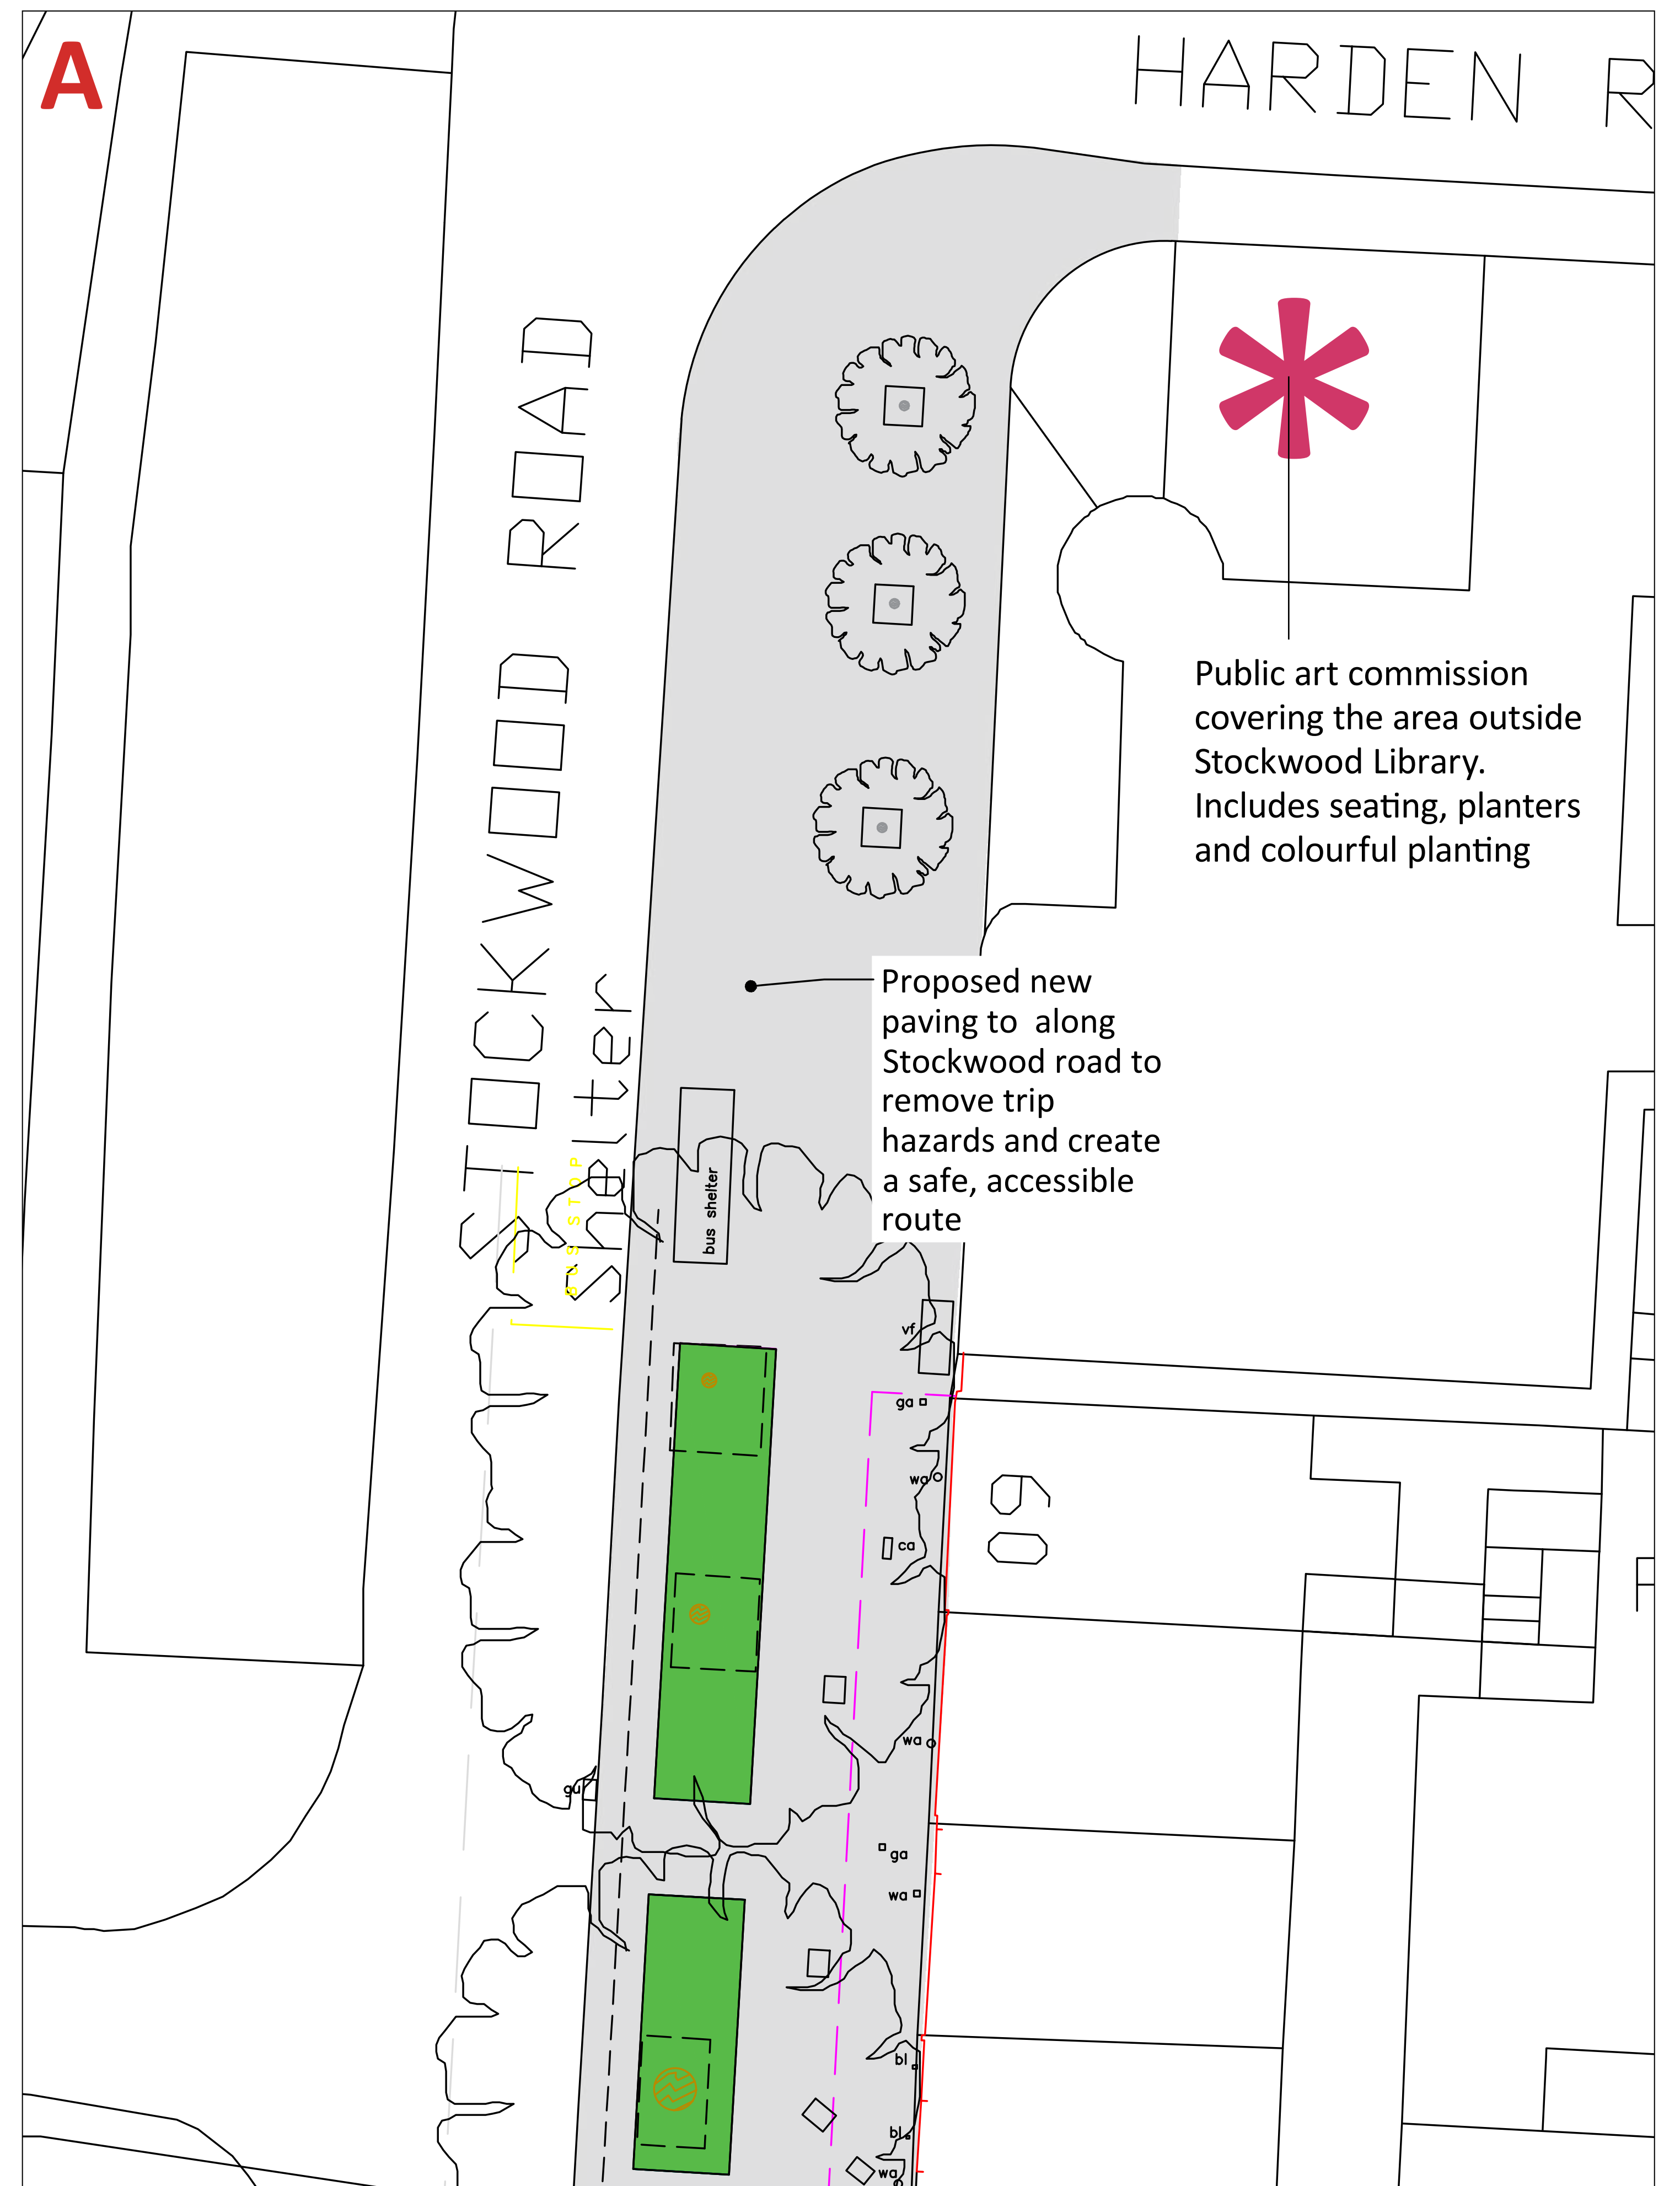 A
HARDEN R
STOCKWOOD ROAD
Public art commission
covering the area outside
Stockwood Library.
Includes seating, planters
and colourful planting
Proposed new
paving to  along
Stockwood road to
remove trip
hazards and create
a safe, accessible
route
Shelter
BUS STOP
bus shelter
vf
ga
wa
60
ca
wa
gu
ga
wa
bl
bl
wa